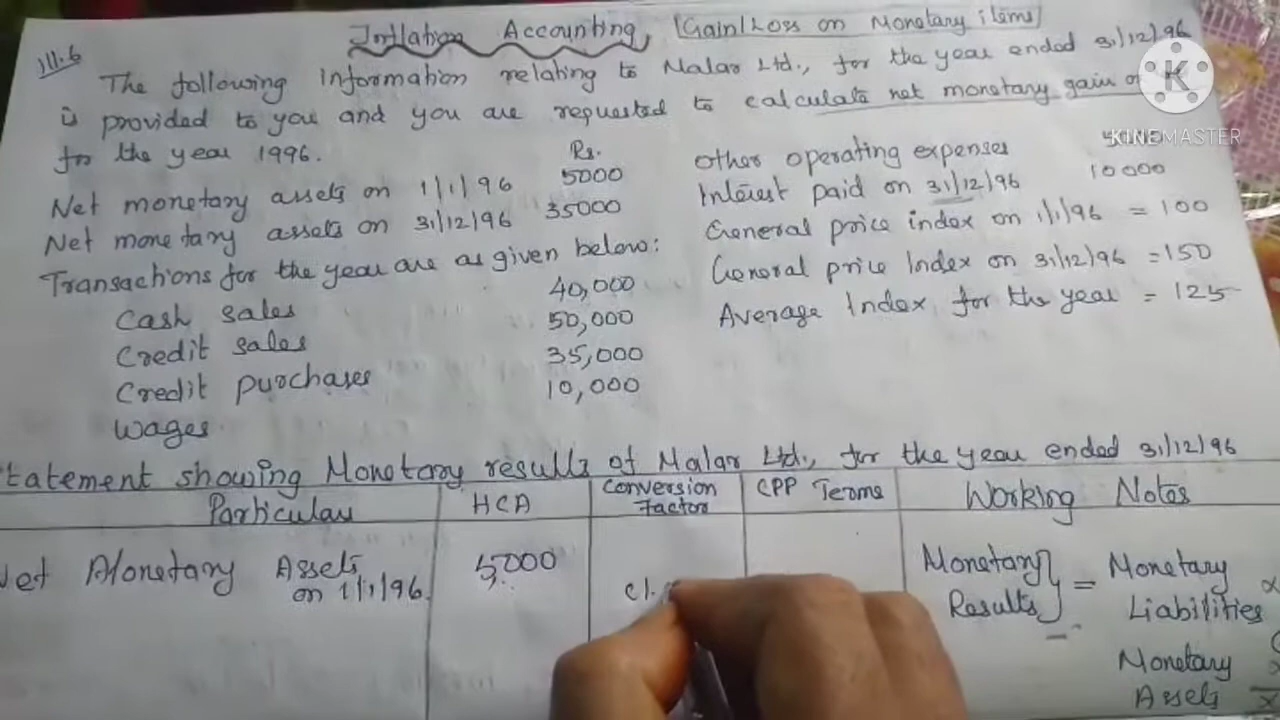 Inflation Accounting, (Gain/Loss on Monetary items)
Ill.6
The following information relating to Malar Ltd., for the year ended 31/12/96
is provided to you and you are requested to calculate net monetary gain or
for the year 1996.
Rs.
Net monetary assets on 1/1/96 5000
Net monetary assets on 31/12/96 35000
Transactions for the year are as given below:
Cash sales 40,000
Credit sales 50,000
Credit purchases 35,000
Wages 10,000
Other operating expenses
Interest paid on 31/12/96 10000
General price index on 1/1/96 = 100
General price Index on 31/12/96 = 150
Average Index for the year = 125
K
KINEMASTER
tatement showing Monetary results of Malar Ltd., for the year ended 31/12/96
Particulars HCA Conversion Factor CPP Terms Working Notes
Net Monetary Assets on 1/1/96. 5000
Monetary Results = Monetary Liabilities
Monetary Assets